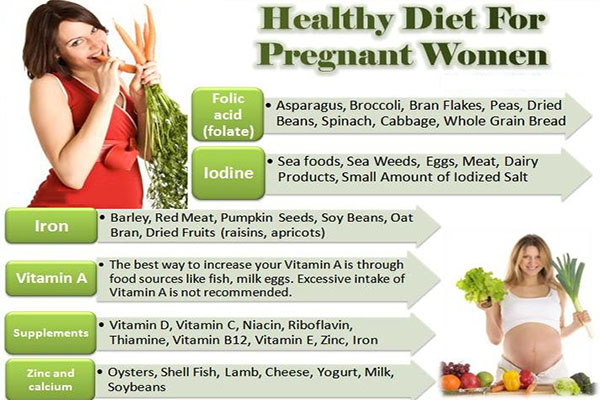 Healthy Diet For
Pregnant Women
Folic
acid
(folate)
• Asparagus, Broccoli, Bran Flakes, Peas, Dried
Beans, Spinach, Cabbage, Whole Grain Bread
Iodine
• Sea foods, Sea Weeds, Eggs, Meat, Dairy
Products, Small Amount of Iodized Salt
Iron
• Barley, Red Meat, Pumpkin Seeds, Soy Beans, Oat
Bran, Dried Fruits (raisins, apricots)
Vitamin A
• The best way to increase your Vitamin A is through
food sources like fish, milk eggs. Excessive intake of
Vitamin A is not recommended.
Supplements
• Vitamin D, Vitamin C, Niacin, Riboflavin,
Thiamine, Vitamin B12, Vitamin E, Zinc, Iron
Zinc and
calcium
• Oysters, Shell Fish, Lamb, Cheese, Yogurt, Milk,
Soybeans